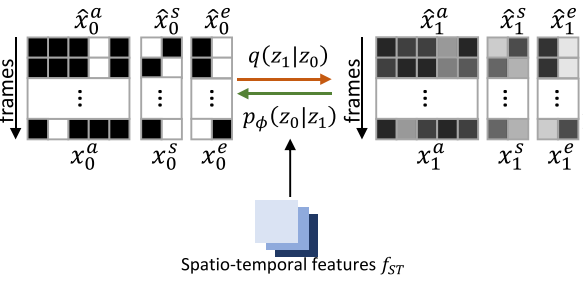 x̂₀ᵃ x̂₀ˢ x̂₀ᵉ x̂₁ᵃ x̂₁ˢ x̂₁ᵉ
q(z₁|z₀)
frames ⋮ ⋮ ⋮ frames ⋮ ⋮ ⋮
p_ϕ(z₀|z₁)
x₀ᵃ x₀ˢ x₀ᵉ x₁ᵃ x₁ˢ x₁ᵉ
Spatio-temporal features f_ST